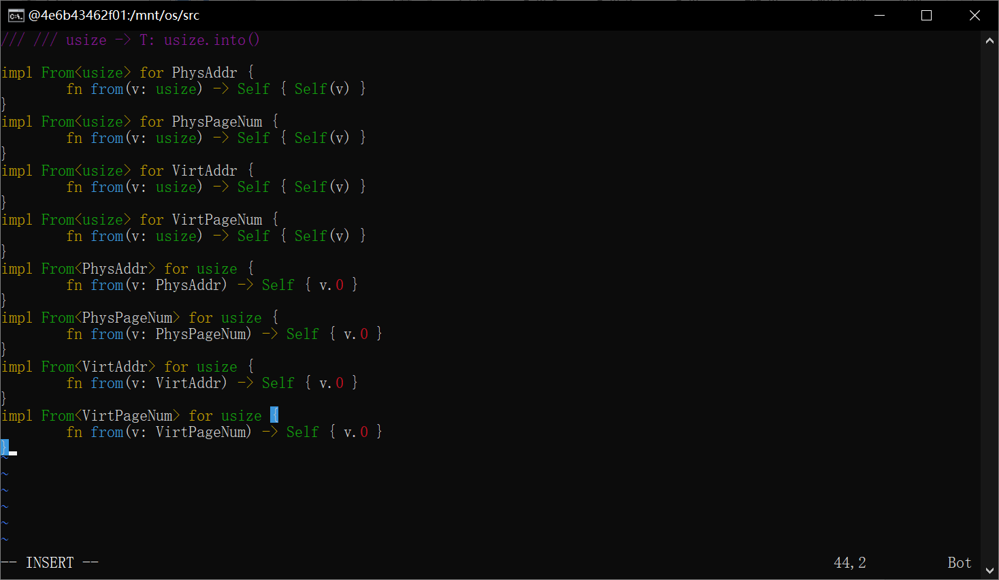 @4e6b43462f01:/mnt/os/src
/// /// usize -> T: usize.into()
impl From<usize> for PhysAddr {
        fn from(v: usize) -> Self { Self(v) }
}
impl From<usize> for PhysPageNum {
        fn from(v: usize) -> Self { Self(v) }
}
impl From<usize> for VirtAddr {
        fn from(v: usize) -> Self { Self(v) }
}
impl From<usize> for VirtPageNum {
        fn from(v: usize) -> Self { Self(v) }
}
impl From<PhysAddr> for usize {
        fn from(v: PhysAddr) -> Self { v.0 }
}
impl From<PhysPageNum> for usize {
        fn from(v: PhysPageNum) -> Self { v.0 }
}
impl From<VirtAddr> for usize {
        fn from(v: VirtAddr) -> Self { v.0 }
}
impl From<VirtPageNum> for usize {
        fn from(v: VirtPageNum) -> Self { v.0 }
}
~
~
~
~
~
~
-- INSERT -- 44,2 Bot